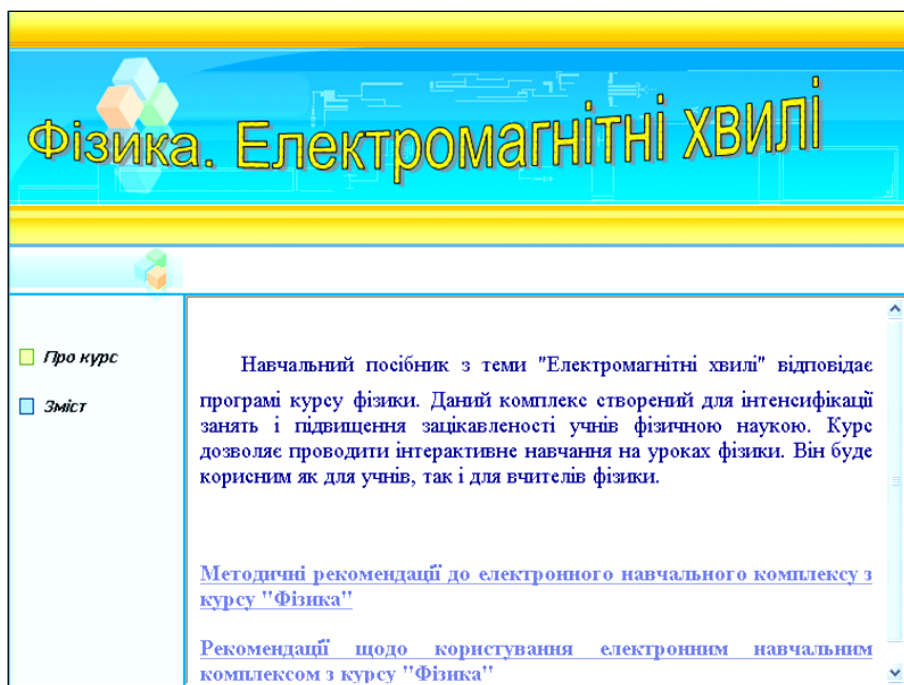 Фізика. Електромагнітні хвилі
Про курс
Зміст
Навчальний посібник з теми "Електромагнітні хвилі" відповідає
програмі курсу фізики. Даний комплекс створений для інтенсифікації
занять і підвищення зацікавленості учнів фізичною наукою. Курс
дозволяє проводити інтерактивне навчання на уроках фізики. Він буде
корисним як для учнів, так і для вчителів фізики.
Методичні рекомендації до електронного навчального комплексу з
курсу "Фізика"
Рекомендації щодо користування електронним навчальним
комплексом з курсу "Фізика"